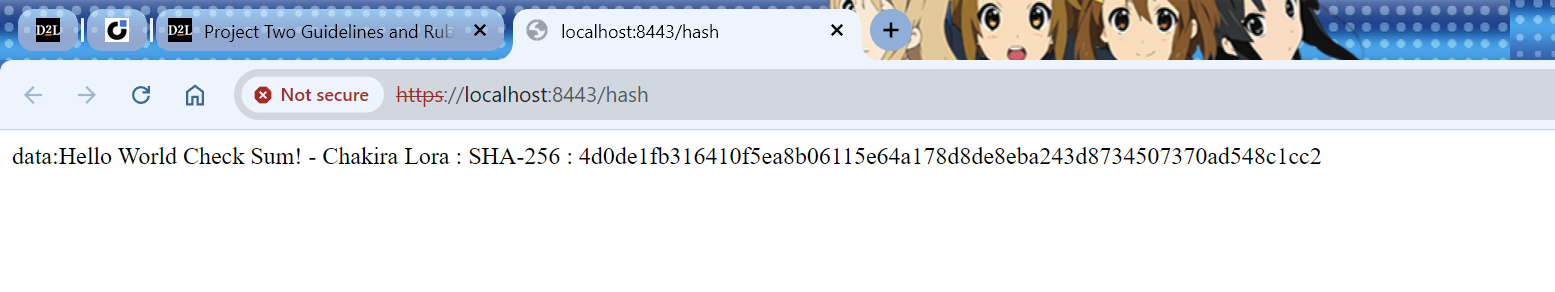 D2L
D2L Project Two Guidelines and Rub
localhost:8443/hash
Not secure
https://localhost:8443/hash
data:Hello World Check Sum! - Chakira Lora : SHA-256 : 4d0de1fb316410f5ea8b06115e64a178d8de8eba243d8734507370ad548c1cc2